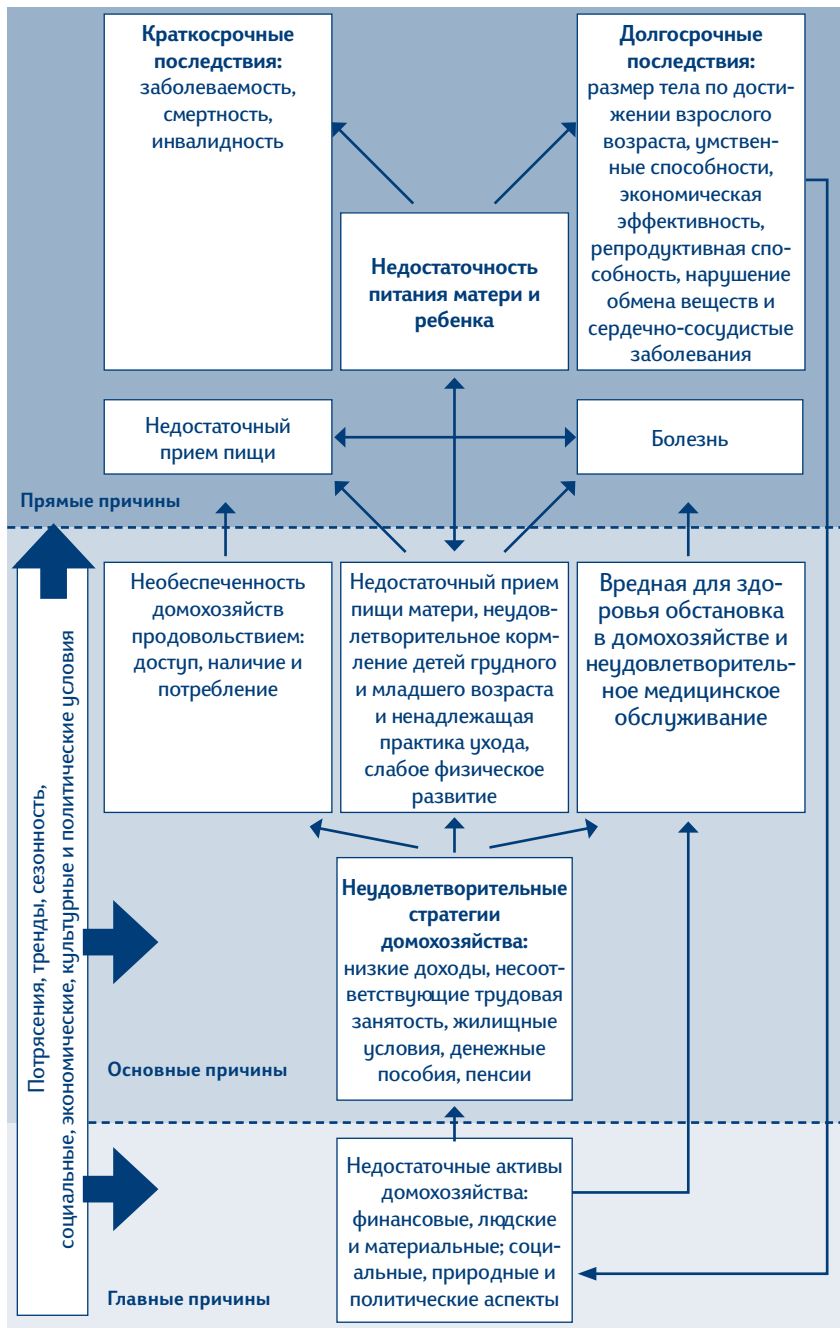 Краткосрочные
последствия:
заболеваемость,
смертность,
инвалидность
Долгосрочные
последствия:
размер тела по дости-
жении взрослого
возраста, умствен-
ные способности,
экономическая
эффективность,
репродуктивная спо-
собность, нарушение
обмена веществ и
сердечно-сосудистые
заболевания
Недостаточность
питания матери и
ребенка
Недостаточный
прием пищи
Болезнь
Прямые причины
Необеспеченность
домохозяйств
продовольствием:
доступ, наличие и
потребление
Недостаточный прием
пищи матери, неудов-
летворительное корм-
ление детей грудного
и младшего возраста
и ненадлежащая
практика ухода,
слабое физическое
развитие
Вредная для здо-
ровья обстановка
в домохозяйстве и
неудовлетворитель-
ное медицинское
обслуживание
Потрясения, тренды, сезонность,
социальные, экономические, культурные и политические условия
Неудовлетворительные
стратегии
домохозяйства:
низкие доходы, несоот-
ветствующие трудовая
занятость, жилищные
условия, денежные
пособия, пенсии
Основные причины
Недостаточные активы
домохозяйства:
финансовые, людские
и материальные; соци-
альные, природные и
политические аспекты
Главные причины